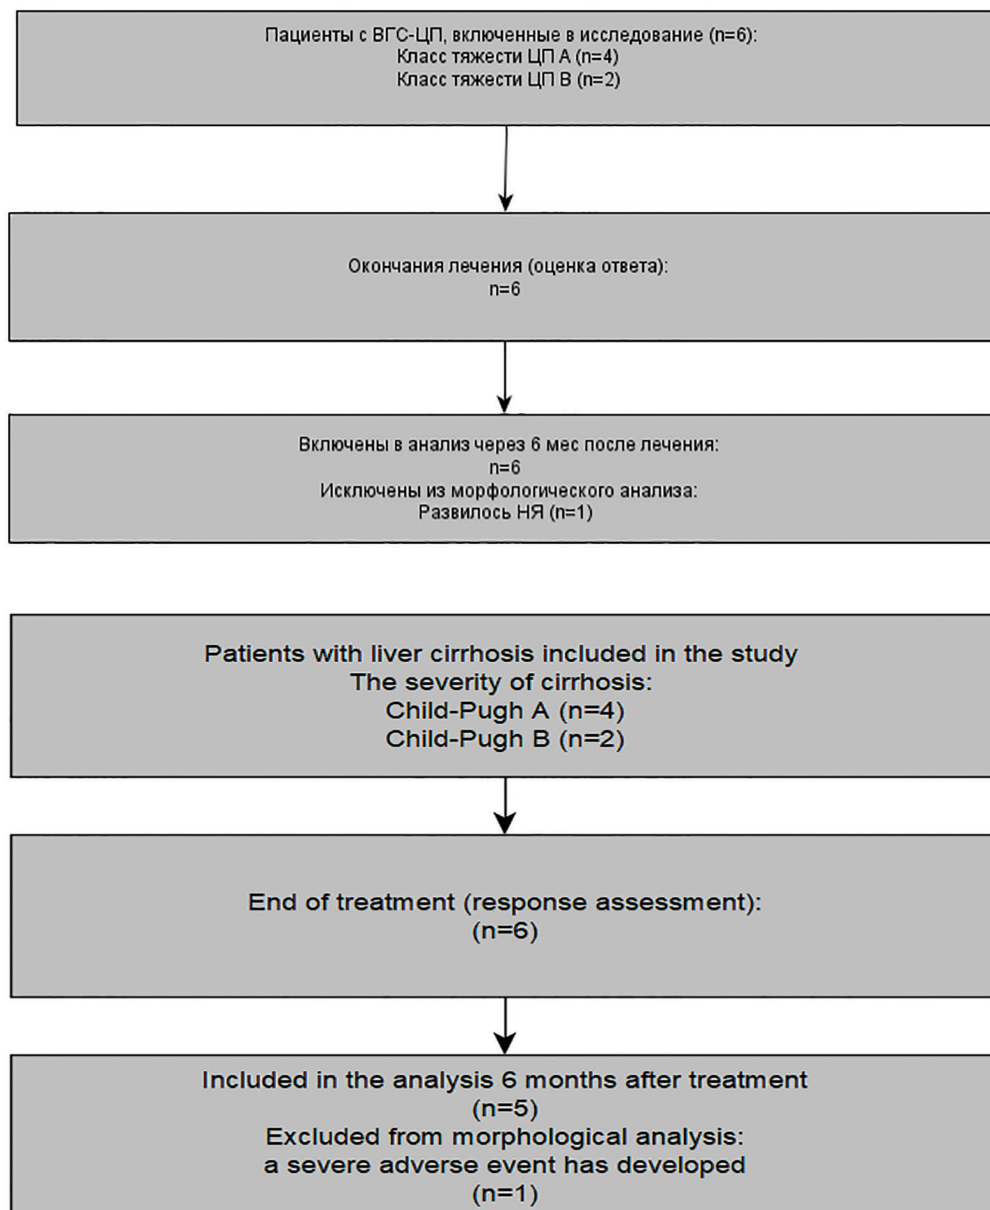 Пациенты с ВГС-ЦП, включенные в исследование (n=6):
Класс тяжести ЦП А (n=4)
Класс тяжести ЦП В (n=2)
Окончания лечения (оценка ответа):
n=6
Включены в анализ через 6 мес после лечения:
n=6
Исключены из морфологического анализа:
Развилось НЯ (n=1)
Patients with liver cirrhosis included in the study
The severity of cirrhosis:
Child-Pugh A (n=4)
Child-Pugh B (n=2)
End of treatment (response assessment):
(n=6)
Included in the analysis 6 months after treatment
(n=5)
Excluded from morphological analysis:
a severe adverse event has developed
(n=1)